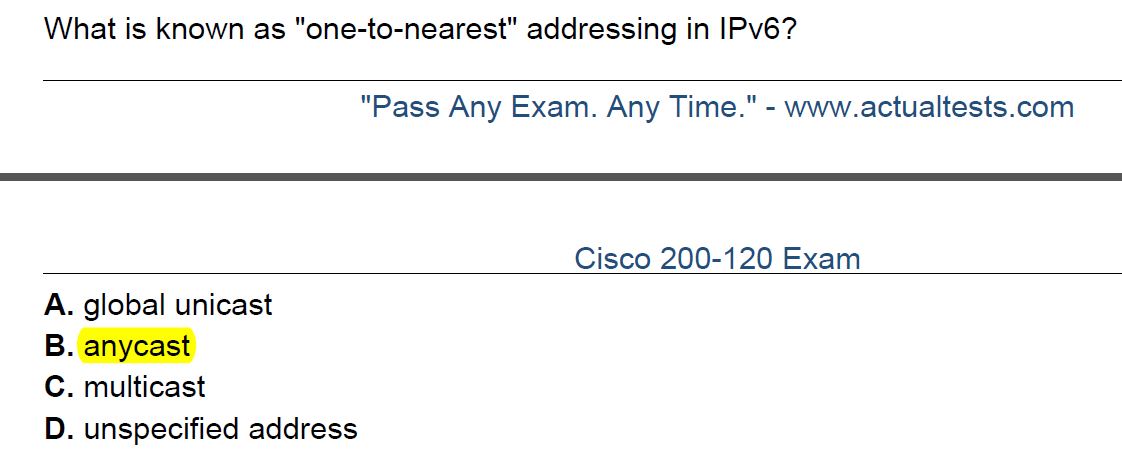 What is known as "one-to-nearest" addressing in IPv6?
"Pass Any Exam. Any Time." - www.actualtests.com
Cisco 200-120 Exam
A. global unicast
B. anycast
C. multicast
D. unspecified address